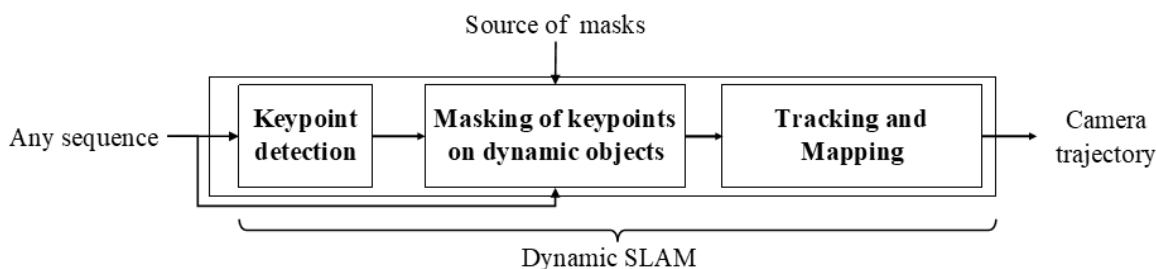 Source of masks
Any sequence
Keypoint
detection
Masking of keypoints
on dynamic objects
Tracking and
Mapping
Camera
trajectory
Dynamic SLAM